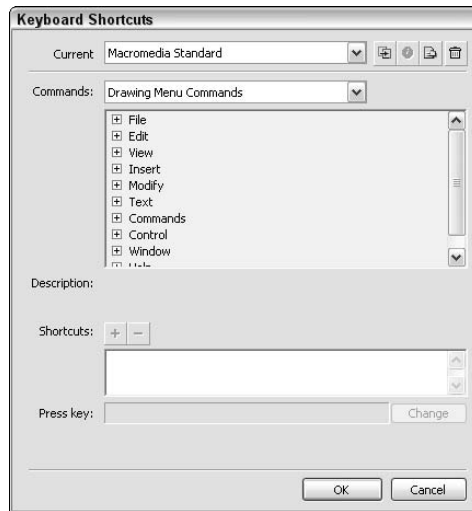 Keyboard Shortcuts
Current Macromedia Standard
Commands: Drawing Menu Commands
File
Edit
View
Insert
Modify
Text
Commands
Control
Window
Description:
Shortcuts: + −
Press key: Change
OK Cancel